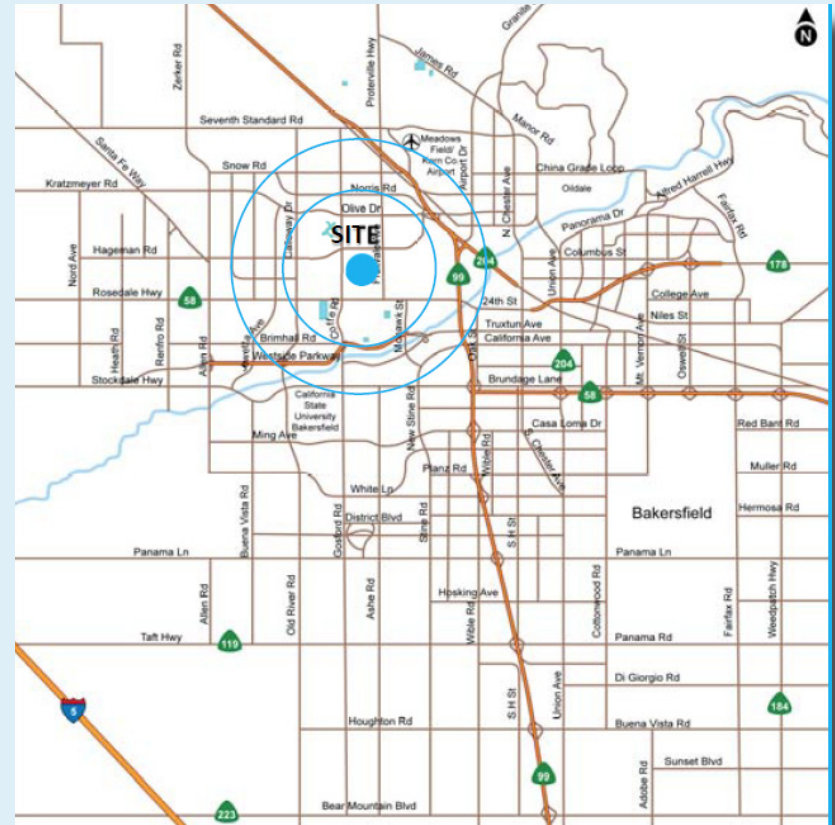 Granite
N
Zerker Rd
Proterville Hwy
James Rd
Manor Rd
Seventh Standard Rd
Santa Fe Way
Meadows
Field/
Kern Co.
Airport
Airport Dr
N. Chester Ave
China Grade Loop
Oildale
Alfred Harrell Hwy
Snow Rd
Kratzmeyer Rd
Norris Rd
Olive Dr
Calloway Dr
SITE
Panorama Dr
Fairfax Rd
Nord Ave
Hageman Rd
Columbus St
Union Ave
204
178
99
Rosedale Hwy
58
24th St
College Ave
Niles St
Heath Rd
Renfro Rd
Allen Rd
Brimhall Rd
Mohawk St
Truxtun Ave
California Ave
Mt. Vernon Ave
Oswell St
Westside Parkway
204
Stockdale Hwy
Brundage Lane
58
California
State
University
Bakersfield
New Stine Rd
Casa Loma Dr
Red Bank Rd
Ming Ave
Wible Rd
S. Chester Ave
Planz Rd
Muller Rd
White Ln
Buena Vista Rd
Gosford Rd
District Blvd
Stine Rd
S.H St
Bakersfield
Hermosa Rd
Panama Ln
Panama Ln
Allen Rd
Old River Rd
Ashe Rd
Hosking Ave
Wible Rd
Cottonwood Rd
Fairfax Rd
Weedpatch Hwy
Taft Hwy
119
Panama Rd
Di Giorgio Rd
5
S.H St
Union Ave
184
Houghton Rd
Buena Vista Rd
Sunset Blvd
99
Adobe Rd
Bear Mountain Blvd
223